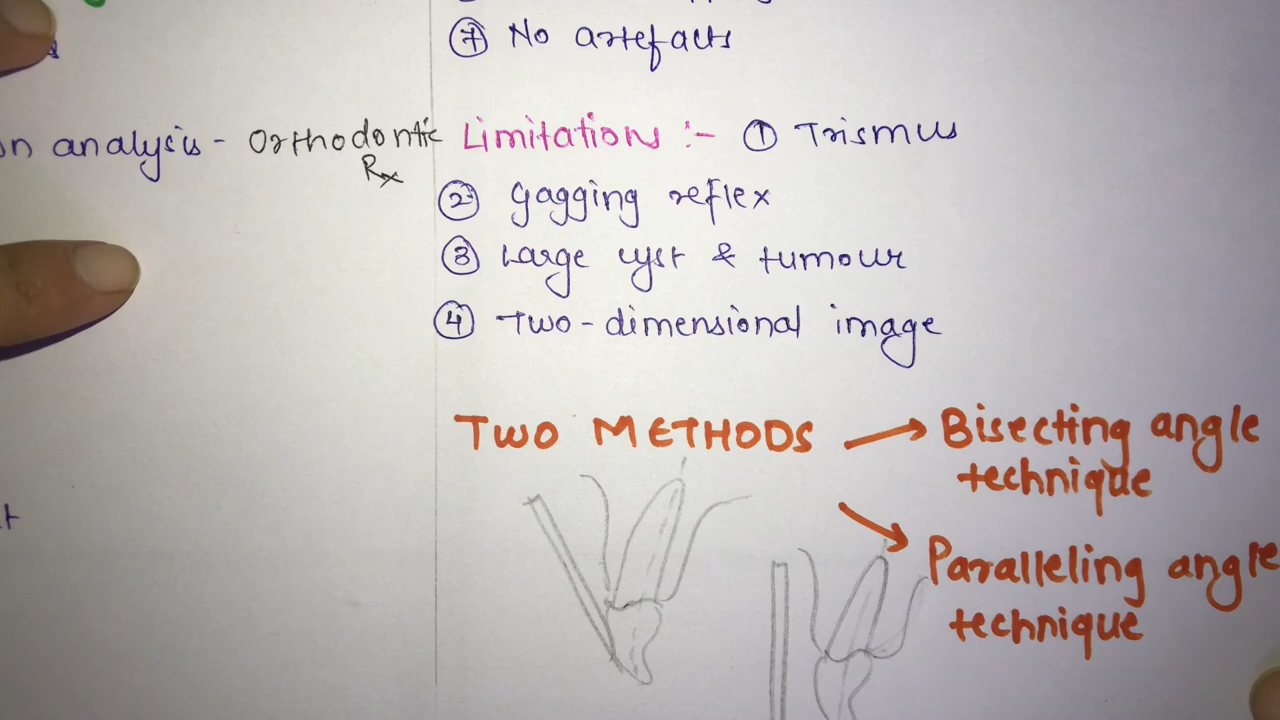 ⑦ No artefacts
analysis - Orthodontic
Rx
Limitations :- ① Trismus
② Gagging reflex
③ Large cyst & tumour
④ Two-dimensional image
TWO METHODS → Bisecting angle
technique
→ Paralleling angle
technique